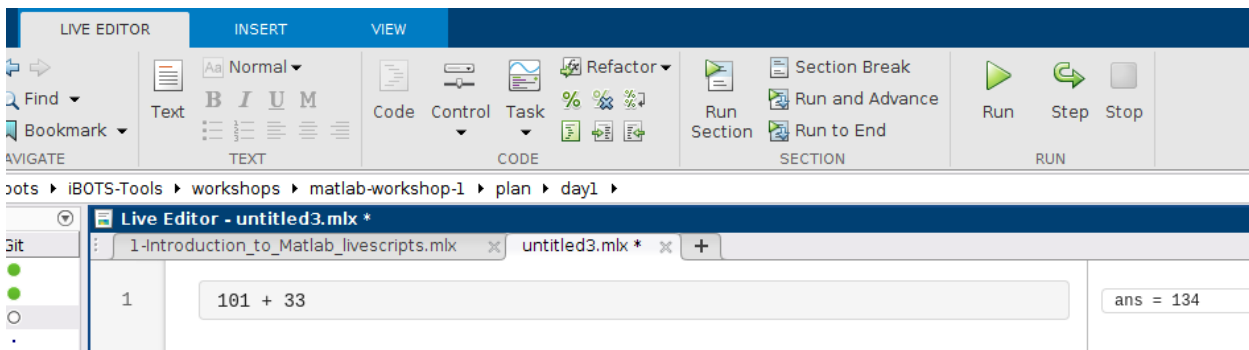 LIVE EDITOR INSERT VIEW
Aa Normal Refactor Section Break
Find B I U M % Run and Advance
Text Code Control Task Run Section Run Step Stop
Bookmark Run to End
TEXT CODE SECTION RUN
iBOTS-Tools workshops matlab-workshop-1 plan day1
Live Editor - untitled3.mlx *
Git 1-Introduction_to_Matlab_livescripts.mlx untitled3.mlx * +
1 101 + 33 ans = 134